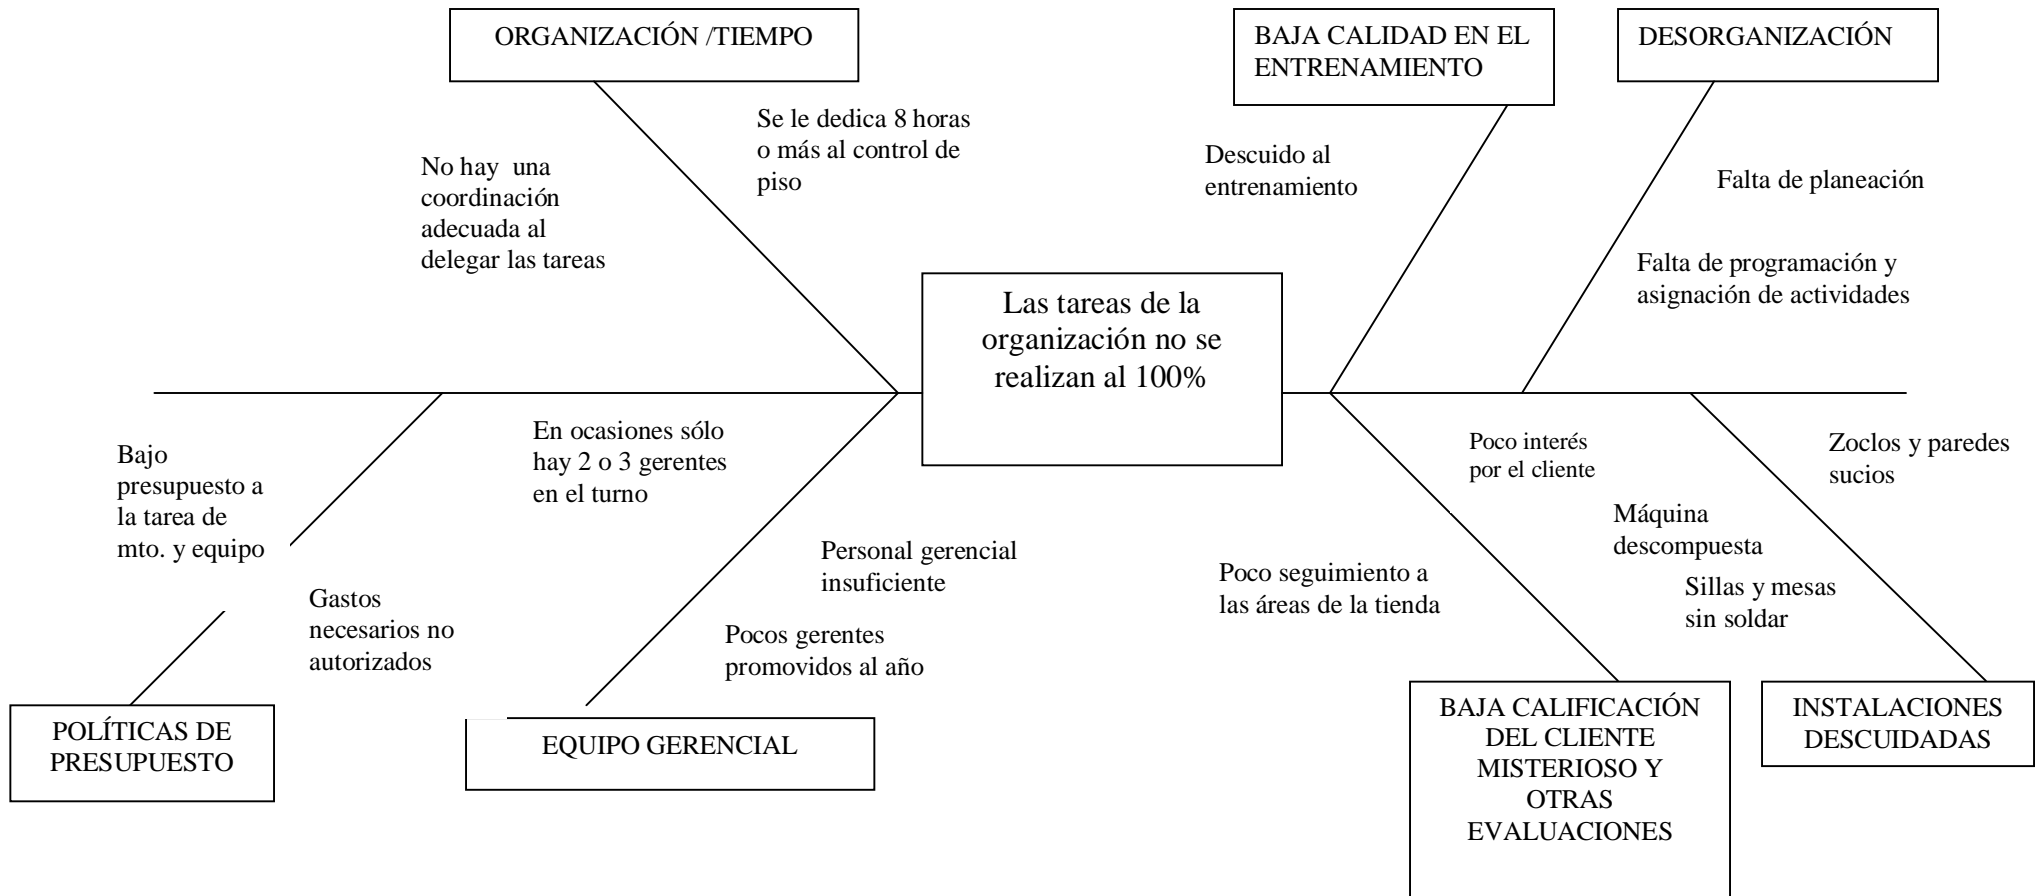 ORGANIZACIÓN /TIEMPO
BAJA CALIDAD EN EL
ENTRENAMIENTO
DESORGANIZACIÓN
Se le dedica 8 horas
o más al control de
piso
No hay una
coordinación
adecuada al
delegar las tareas
Descuido al
entrenamiento
Falta de planeación
Falta de programación y
asignación de actividades
Las tareas de la
organización no se
realizan al 100%
Bajo
presupuesto a
la tarea de
mto. y equipo
En ocasiones sólo
hay 2 o 3 gerentes
en el turno
Poco interés
por el cliente
Zoclos y paredes
sucios
Máquina
descompuesta
Personal gerencial
insuficiente
Poco seguimiento a
las áreas de la tienda
Sillas y mesas
sin soldar
Gastos
necesarios no
autorizados
Pocos gerentes
promovidos al año
POLÍTICAS DE
PRESUPUESTO
EQUIPO GERENCIAL
BAJA CALIFICACIÓN
DEL CLIENTE
MISTERIOSO Y
OTRAS
EVALUACIONES
INSTALACIONES
DESCUIDADAS